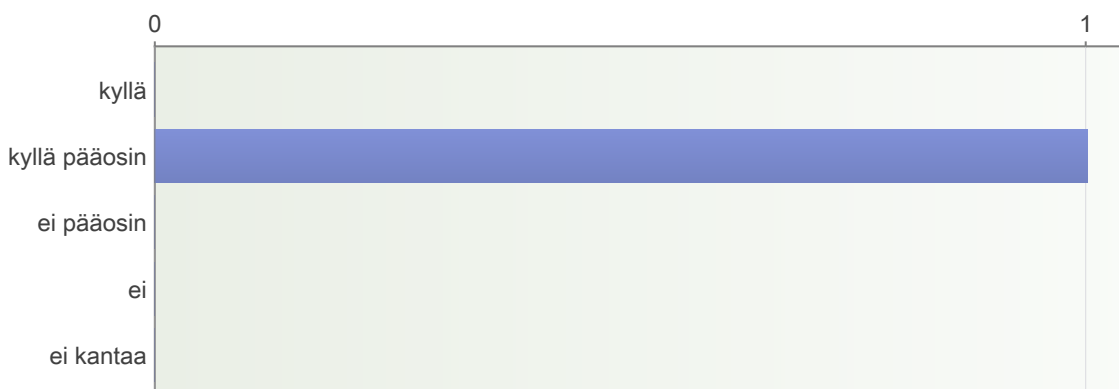 0 1
kyllä
kyllä pääosin
ei pääosin
ei
ei kantaa